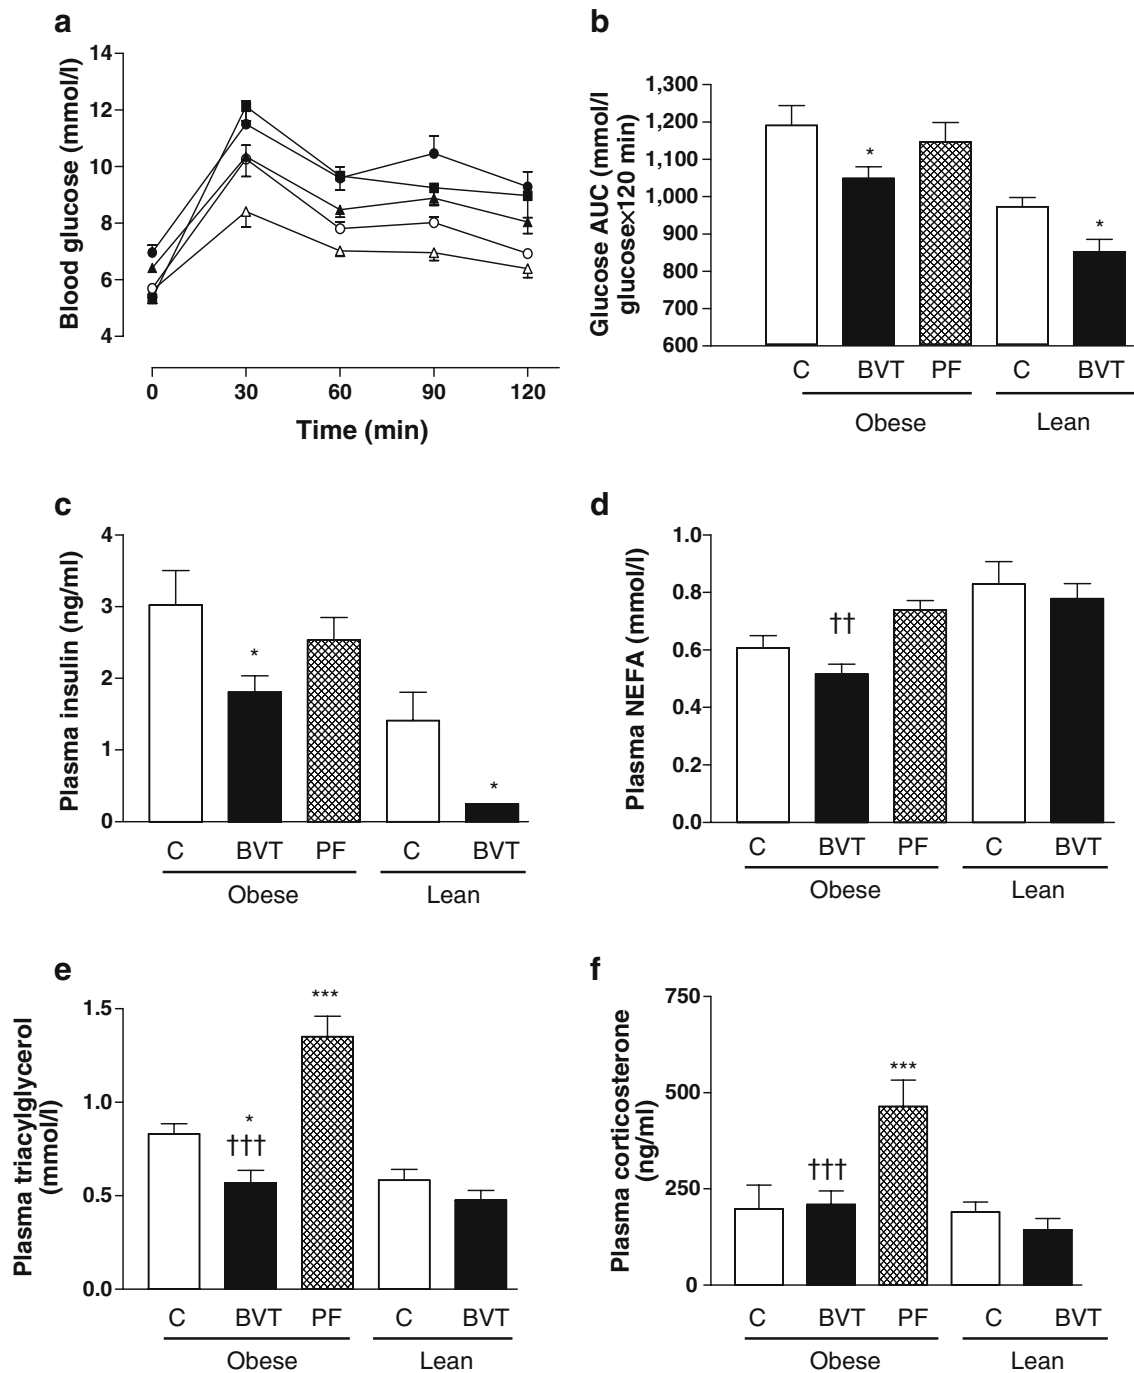 a
14
12
10
8
6
4
Blood glucose (mmol/l)
0 30 60 90 120
Time (min)
b
1,300
1,200
1,100
1,000
900
800
700
600
Glucose AUC (mmol/l
glucose×120 min)
*
*
C BVT PF C BVT
Obese Lean
c
4
3
2
1
0
Plasma insulin (ng/ml)
*
*
C BVT PF C BVT
Obese Lean
d
1.0
0.8
0.6
0.4
0.2
0.0
Plasma NEFA (mmol/l)
††
C BVT PF C BVT
Obese Lean
e
1.5
1.0
0.5
0.0
Plasma triacylglycerol
(mmol/l)
***
*
†††
C BVT PF C BVT
Obese Lean
f
750
500
250
0
Plasma corticosterone
(ng/ml)
***
†††
C BVT PF C BVT
Obese Lean